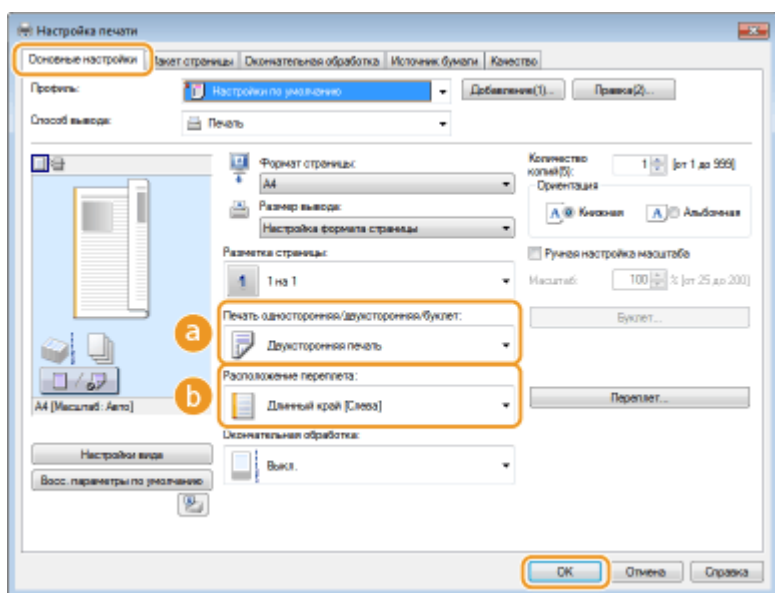 Настройка печати
Основные настройки Макет страницы Окончательная обработка Источник бумаги Качество
Профиль: Настройки по умолчанию Добавление(1)... Правка(2)...
Способ вывода: Печать
Формат страницы:
A4
Размер вывода:
Настройка формата страницы
Разметка страницы:
1 1 на 1
a
Печать односторонняя/двухсторонняя/буклет:
Двухсторонняя печать
b
Расположение переплета:
Длинный край [Слева]
Окончательная обработка:
Выкл.
A4 [Масштаб: Авто]
Настройки вида
Восс. параметры по умолчанию
Количество копий(5): 1 [от 1 до 999]
Ориентация
A Книжная A Альбомная
Ручная настройка масштаба
Масштаб: 100 % [от 25 до 200]
Буклет...
Переплет...
OK Отмена Справка